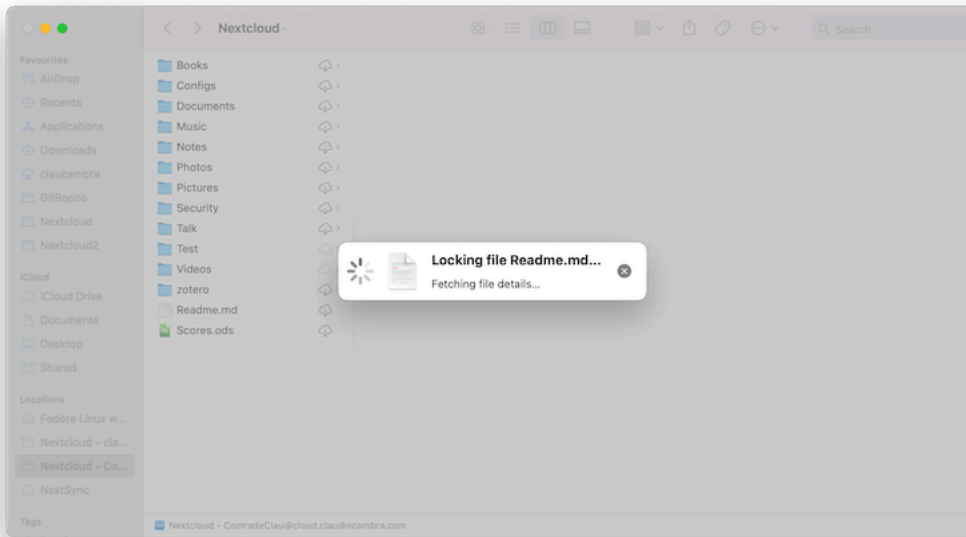 Nextcloud
Search
Favourites
AirDrop
Recents
Applications
Downloads
claucambra
GitRepos
Nextcloud
Nextcloud2
iCloud
iCloud Drive
Documents
Desktop
Shared
Locations
Fedora Linux w...
Nextcloud - cla...
Nextcloud - Co...
NextSync
Tags
Books
Configs
Documents
Music
Notes
Photos
Pictures
Security
Talk
Test
Videos
zotero
Readme.md
Scores.ods
Locking file Readme.md...
Fetching file details...
Nextcloud - ComradeClau@cloud.claudiocambra.com